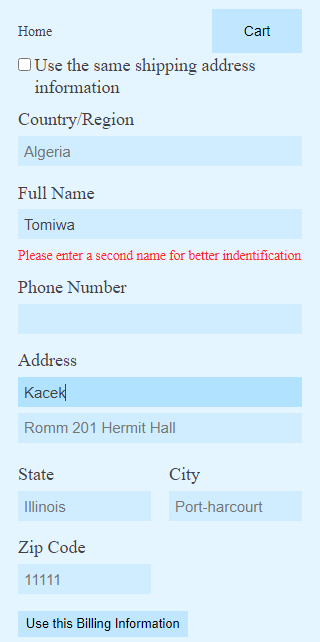 Home
Cart
Use the same shipping address
information
Country/Region
Algeria
Full Name
Tomiwa
Please enter a second name for better indentification
Phone Number
Address
Kacek
Romm 201 Hermit Hall
State
City
Illinois
Port-harcourt
Zip Code
11111
Use this Billing Information